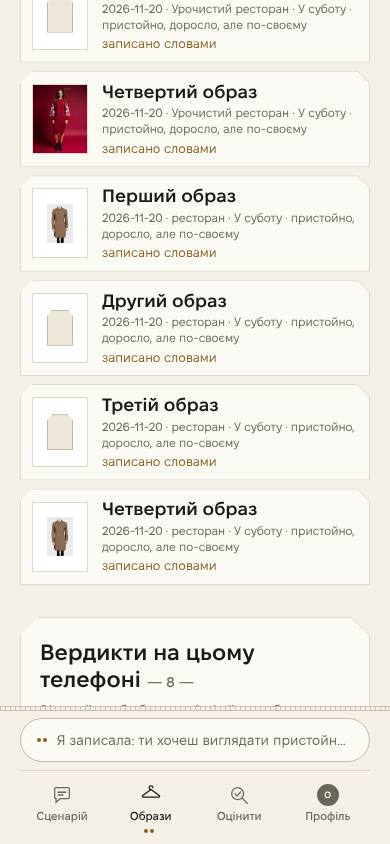 2026-11-20 · Урочистий ресторан · У суботу ·
пристойно, доросло, але по-своєму
записано словами
Четвертий образ
2026-11-20 · Урочистий ресторан · У суботу ·
пристойно, доросло, але по-своєму
записано словами
Перший образ
2026-11-20 · ресторан · У суботу · пристойно,
доросло, але по-своєму
записано словами
Другий образ
2026-11-20 · ресторан · У суботу · пристойно,
доросло, але по-своєму
записано словами
Третій образ
2026-11-20 · ресторан · У суботу · пристойно,
доросло, але по-своєму
записано словами
Четвертий образ
2026-11-20 · ресторан · У суботу · пристойно,
доросло, але по-своєму
записано словами
Вердикти на цьому
телефоні — 8 —
Я записала: ти хочеш виглядати пристойн...
Сценарій Образи Оцінити О Профіль